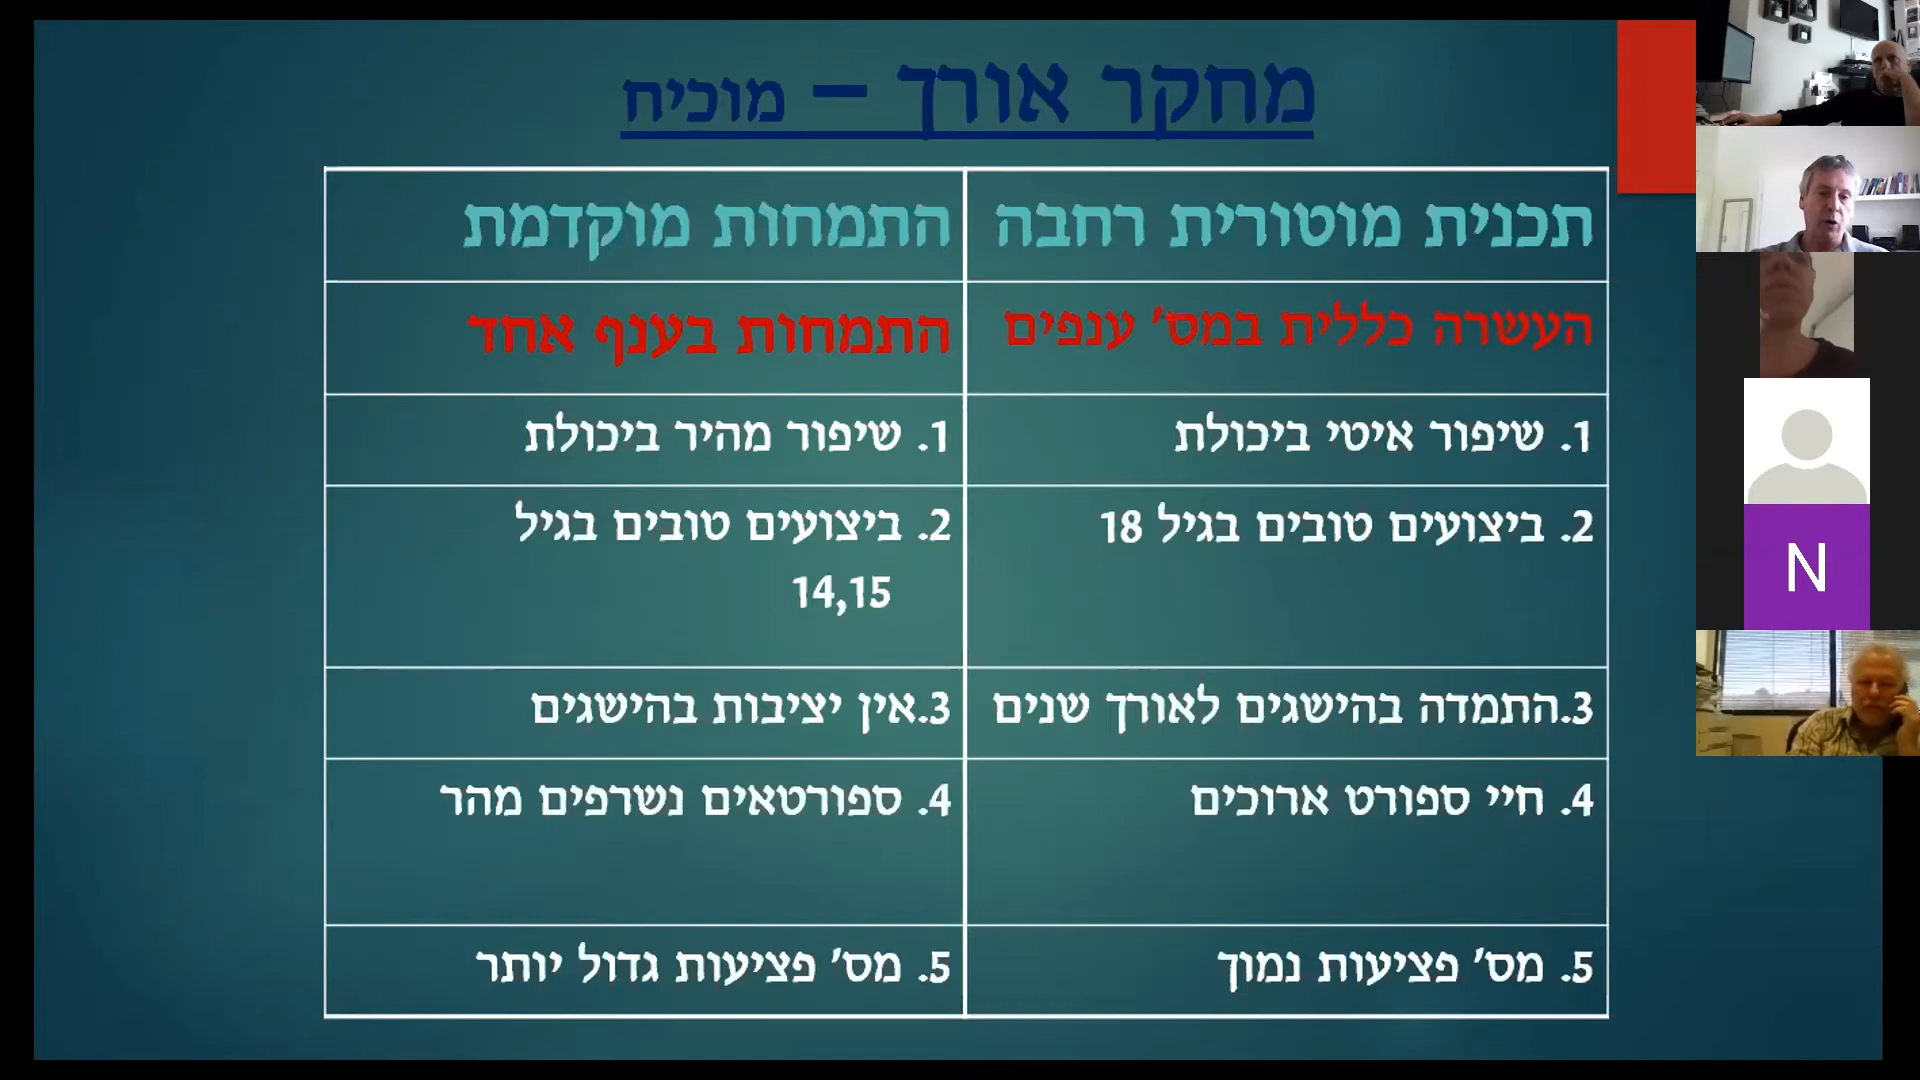 מחקר אורך – מוכיח
תכנית מוטורית רחבה
התמחות מוקדמת
העשרה כללית במס' ענפים
התמחות בענף אחד
1. שיפור איטי ביכולת
1. שיפור מהיר ביכולת
2. ביצועים טובים בגיל 18
2. ביצועים טובים בגיל
14,15
3.התמדה בהישגים לאורך שנים
3.אין יציבות בהישגים
4. חיי ספורט ארוכים
4. ספורטאים נשרפים מהר
5. מס' פציעות נמוך
5. מס' פציעות גדול יותר
N